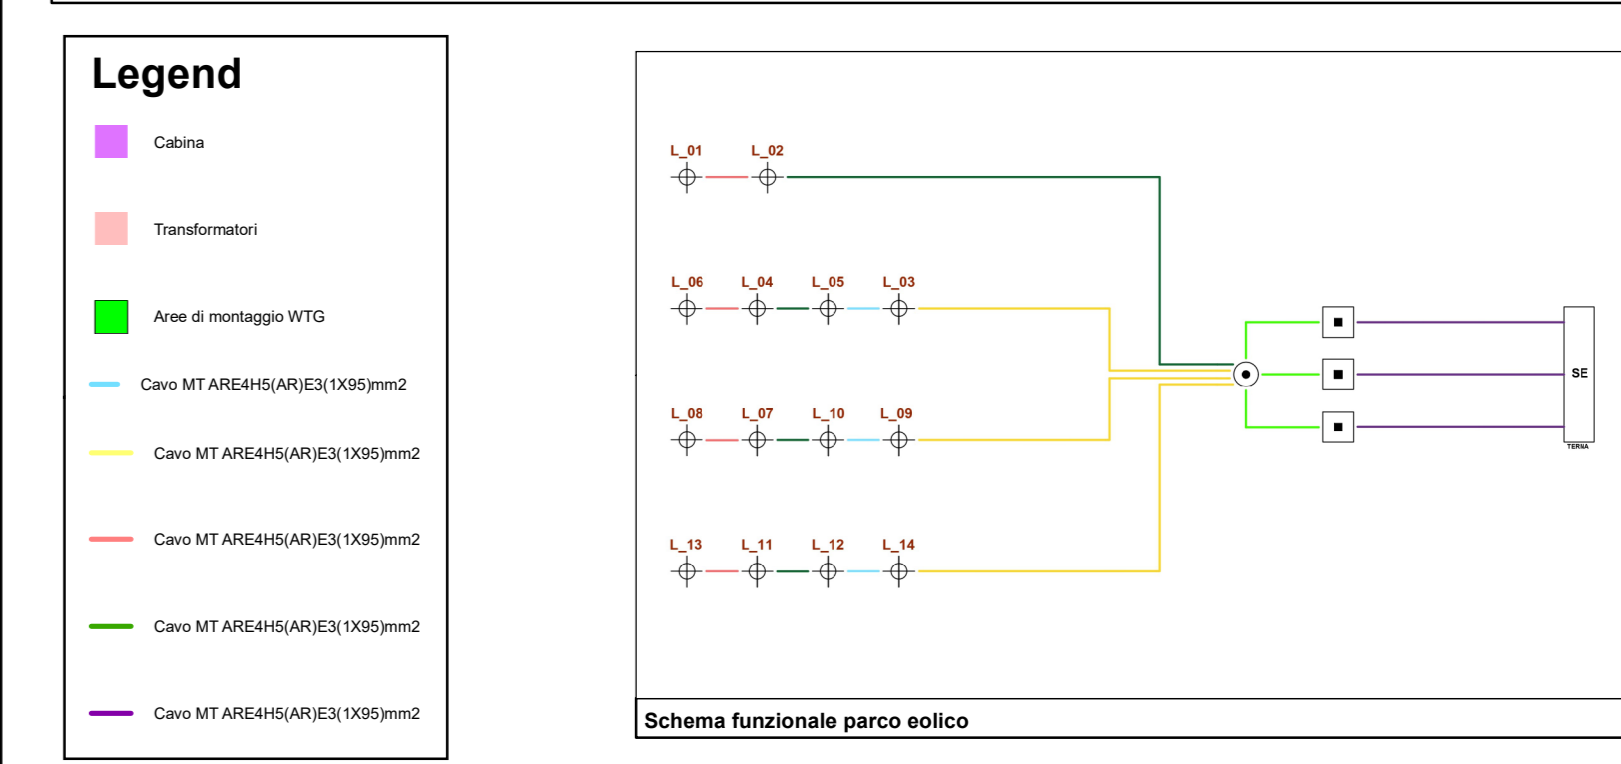 Legend
Cabina
Transformatori
Aree di montaggio WTG
Cavo MT ARE4H5(AR)E3(1X95)mm2
Cavo MT ARE4H5(AR)E3(1X95)mm2
Cavo MT ARE4H5(AR)E3(1X95)mm2
Cavo MT ARE4H5(AR)E3(1X95)mm2
Cavo MT ARE4H5(AR)E3(1X95)mm2
L_01 L_02
L_06 L_04 L_05 L_03
L_08 L_07 L_10 L_09
L_13 L_11 L_12 L_14
SE
TERNA
Schema funzionale parco eolico